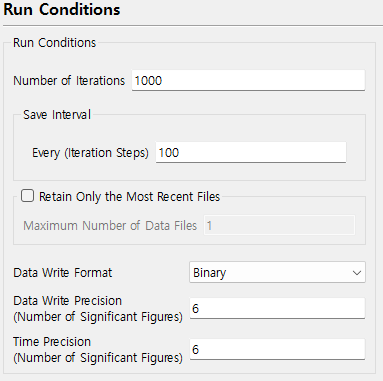 Run Conditions
Run Conditions
Number of Iterations 1000
Save Interval
Every (Iteration Steps) 100
Retain Only the Most Recent Files
Maximum Number of Data Files 1
Data Write Format Binary
Data Write Precision
(Number of Significant Figures) 6
Time Precision
(Number of Significant Figures) 6